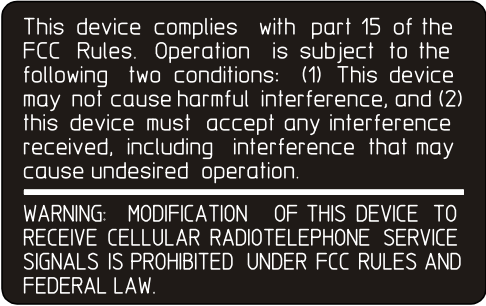 This device complies with part 15 of the
FCC Rules. Operation is subject to the
following two conditions: (1) This device
may not cause harmful interference, and (2)
this device must accept any interference
received, including interference that may
cause undesired operation.
WARNING: MODIFICATION OF THIS DEVICE TO
RECEIVE CELLULAR RADIOTELEPHONE SERVICE
SIGNALS IS PROHIBITED UNDER FCC RULES AND
FEDERAL LAW.